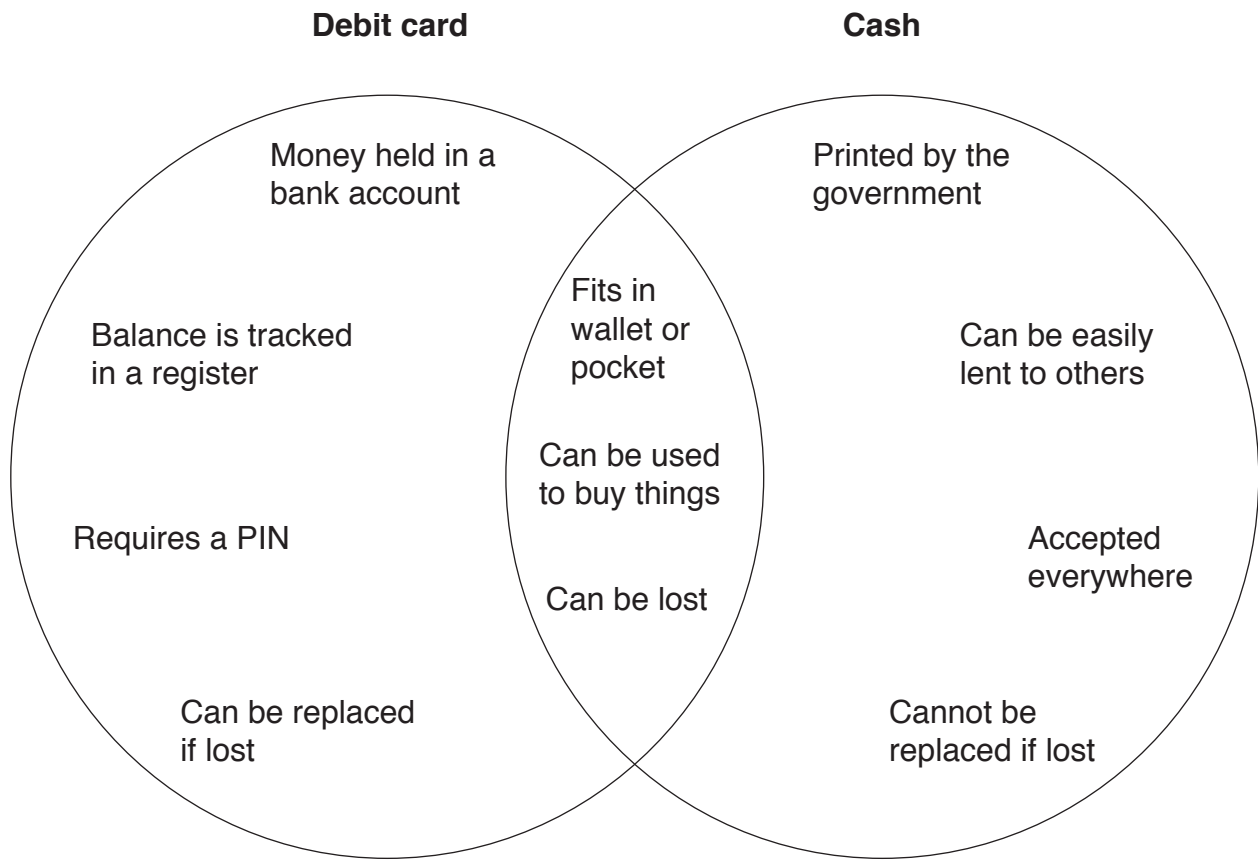 Debit card
Cash
Money held in a
bank account
Balance is tracked
in a register
Requires a PIN
Can be replaced
if lost
Fits in
wallet or
pocket
Can be used
to buy things
Can be lost
Printed by the
government
Can be easily
lent to others
Accepted
everywhere
Cannot be
replaced if lost